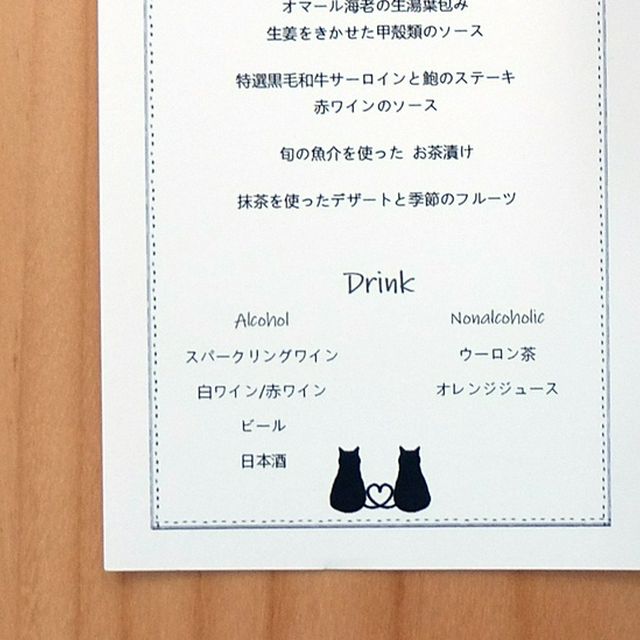 オマール海老の生湯葉包み
生姜をきかせた甲殻類のソース
特選黒毛和牛サーロインと鮑のステーキ
赤ワインのソース
旬の魚介を使った お茶漬け
抹茶を使ったデザートと季節のフルーツ
Drink
Alcohol
スパークリングワイン
白ワイン/赤ワイン
ビール
日本酒
Nonalcoholic
ウーロン茶
オレンジジュース